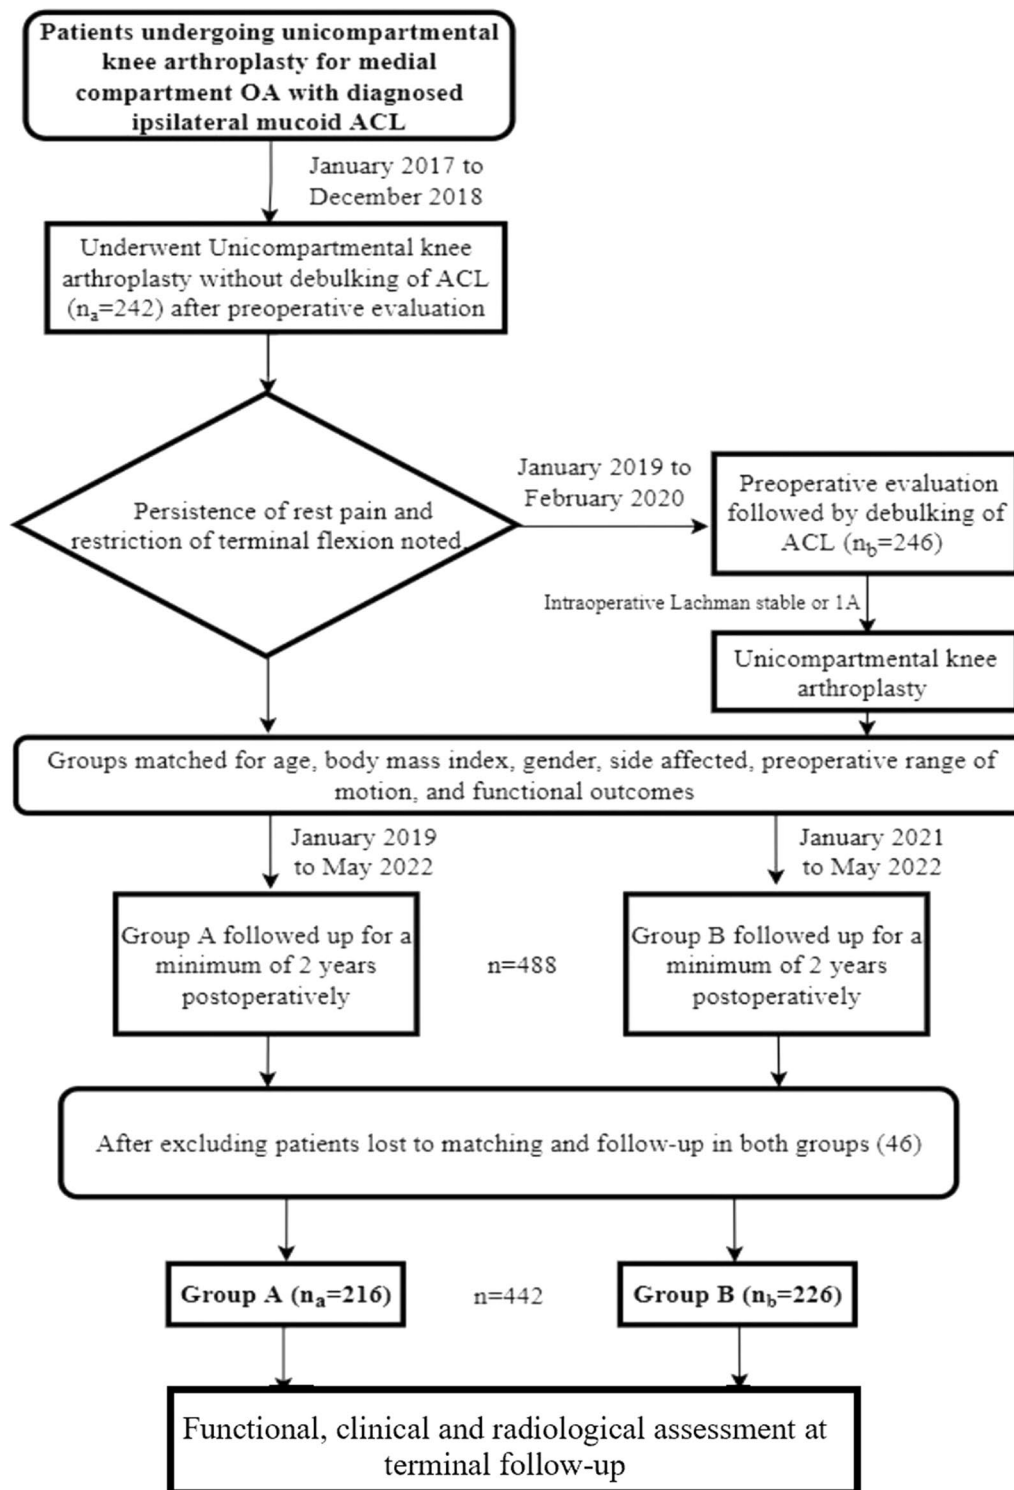 Patients undergoing unicompartmental
knee arthroplasty for medial
compartment OA with diagnosed
ipsilateral mucoid ACL
January 2017 to
December 2018
Underwent Unicompartmental knee
arthroplasty without debulking of ACL
(nₐ=242) after preoperative evaluation
Persistence of rest pain and
restriction of terminal flexion noted.
January 2019 to
February 2020
Preoperative evaluation
followed by debulking of
ACL (n_b=246)
Intraoperative Lachman stable or 1A
Unicompartmental knee
arthroplasty
Groups matched for age, body mass index, gender, side affected, preoperative range of
motion, and functional outcomes
January 2019
to May 2022
January 2021
to May 2022
Group A followed up for a
minimum of 2 years
postoperatively
n=488
Group B followed up for a
minimum of 2 years
postoperatively
After excluding patients lost to matching and follow-up in both groups (46)
Group A (nₐ=216)
n=442
Group B (n_b=226)
Functional, clinical and radiological assessment at
terminal follow-up